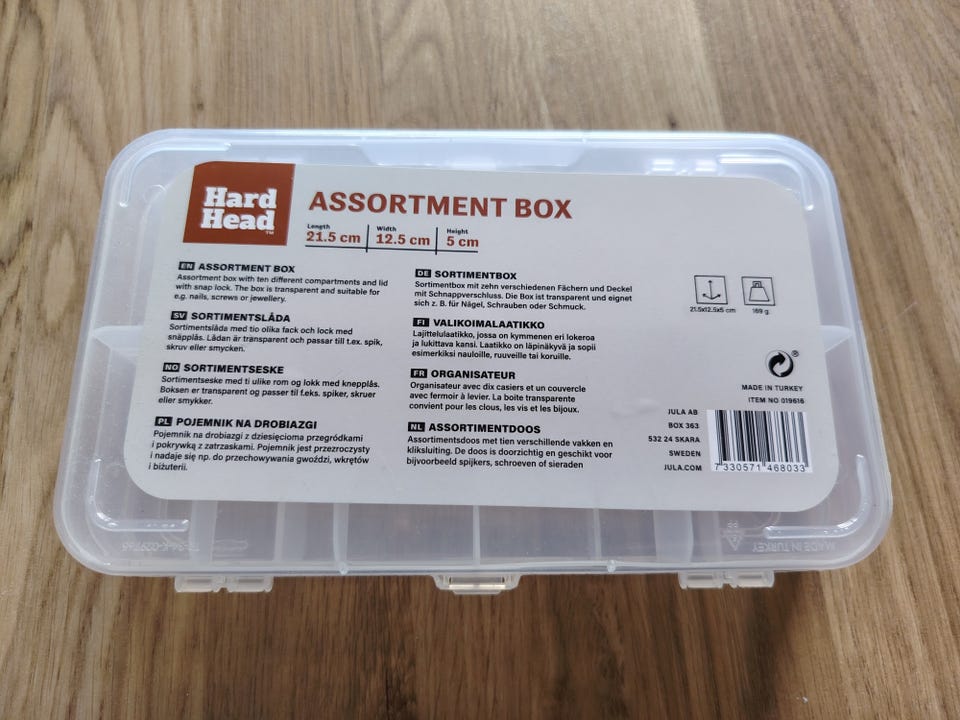 Hard
Head
TM
ASSORTMENT BOX
Length
21.5 cm
Width
12.5 cm
Height
5 cm
EN ASSORTMENT BOX
Assortment box with ten different compartments and lid
with snap lock. The box is transparent and suitable for
e.g. nails, screws or jewellery.
SV SORTIMENTSLÅDA
Sortimentslåda med tio olika fack och lock med
snäpplås. Lådan är transparent och passar till t.ex. spik,
skruv eller smycken.
NO SORTIMENTSESKE
Sortimentseske med ti ulike rom og lokk med knepplås.
Boksen er transparent og passer til f.eks. spiker, skruer
eller smykker.
PL POJEMNIK NA DROBIAZGI
Pojemnik na drobiazgi z dziesięcioma przegródkami
i pokrywką z zatrzaskami. Pojemnik jest przezroczysty
i nadaje się np. do przechowywania gwoździ, wkrętów
i biżuterii.
DE SORTIMENTBOX
Sortimentbox mit zehn verschiedenen Fächern und Deckel
mit Schnappverschluss. Die Box ist transparent und eignet
sich z. B. für Nägel, Schrauben oder Schmuck.
FI VALIKOIMALAATIKKO
Lajittelulaatikko, jossa on kymmenen eri lokeroa
ja lukittava kansi. Laatikko on läpinäkyvä ja sopii
esimerkiksi nauloille, ruuveille tai koruille.
FR ORGANISATEUR
Organisateur avec dix casiers et un couvercle
avec fermoir à levier. La boite transparente
convient pour les clous, les vis et les bijoux.
NL ASSORTIMENTDOOS
Assortimentsdoos met tien verschillende vakken en
kliksluiting. De doos is doorzichtig en geschikt voor
bijvoorbeeld spijkers, schroeven of sieraden
21.5x12.5x5 cm
169 g
®
MADE IN TURKEY
ITEM NO 019616
JULA AB
BOX 363
532 24 SKARA
SWEDEN
JULA.COM
7 330571 468033
MADE IN TURKEY
PP